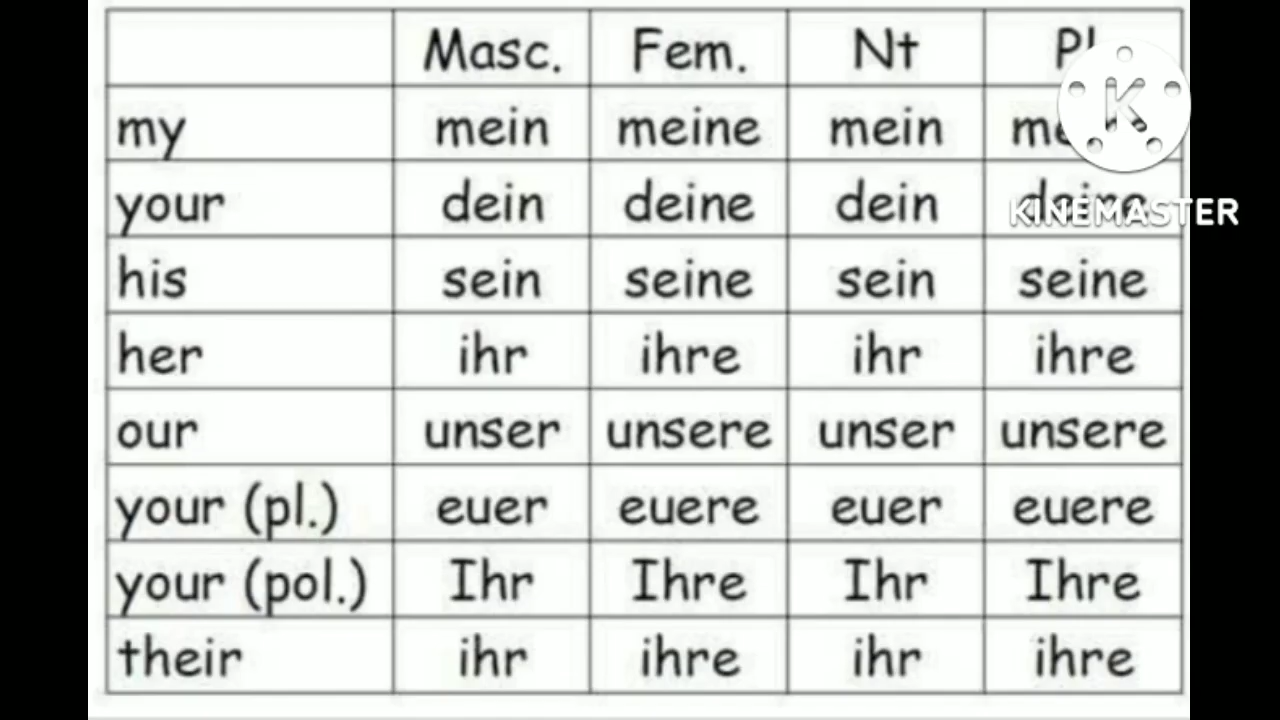 Masc. Fem. Nt
my mein meine mein
your dein deine dein deine
his sein seine sein seine
her ihr ihre ihr ihre
our unser unsere unser unsere
your (pl.) euer euere euer euere
your (pol.) Ihr Ihre Ihr Ihre
their ihr ihre ihr ihre
K
KINEMASTER